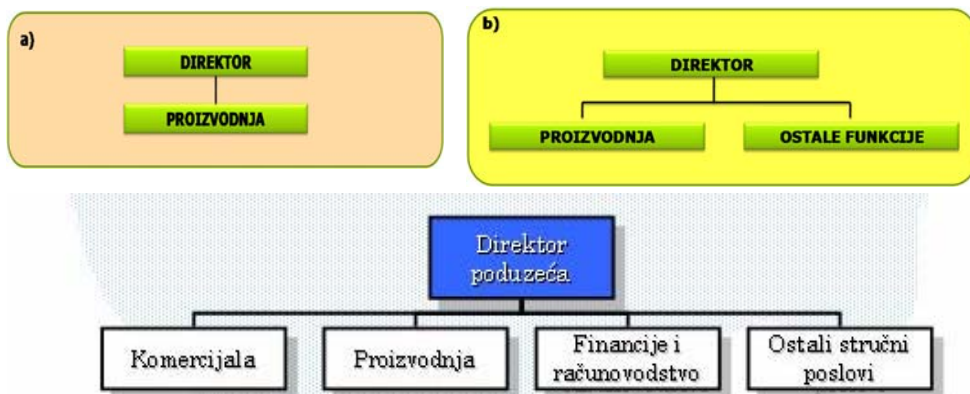 a)
DIREKTOR
PROIZVODNJA
b)
DIREKTOR
PROIZVODNJA
OSTALE FUNKCIJE
Direktor
poduzeća
Komercijala
Proizvodnja
Financije i
računovodstvo
Ostali stručni
poslovi